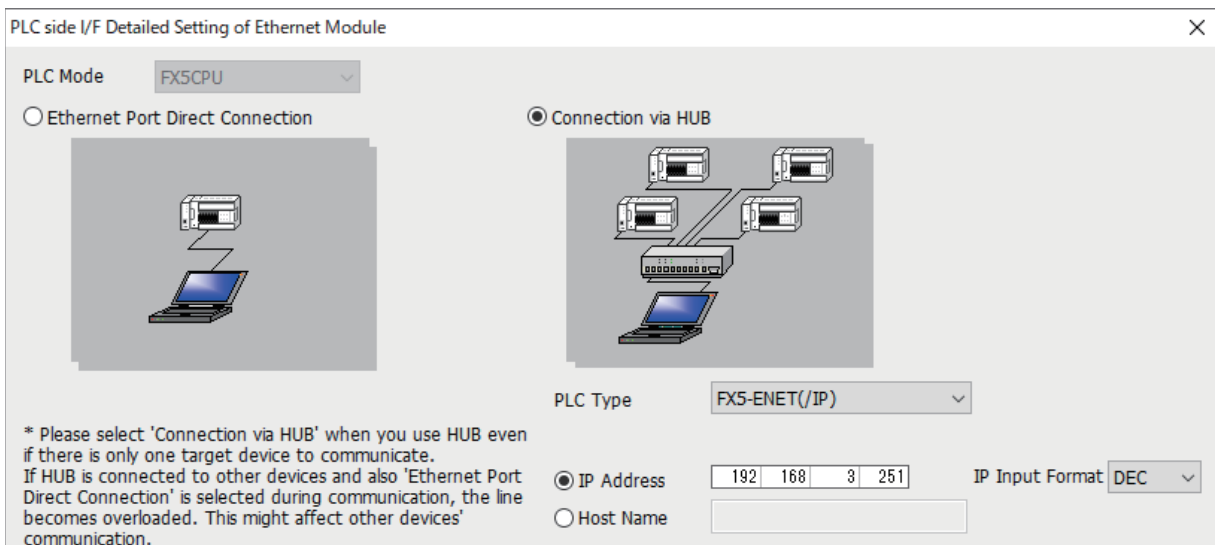 PLC side I/F Detailed Setting of Ethernet Module
PLC Mode FX5CPU
Ethernet Port Direct Connection
Connection via HUB
PLC Type FX5-ENET(/IP)
* Please select 'Connection via HUB' when you use HUB even
if there is only one target device to communicate.
If HUB is connected to other devices and also 'Ethernet Port
Direct Connection' is selected during communication, the line
becomes overloaded. This might affect other devices'
communication.
IP Address 192 168 3 251 IP Input Format DEC
Host Name